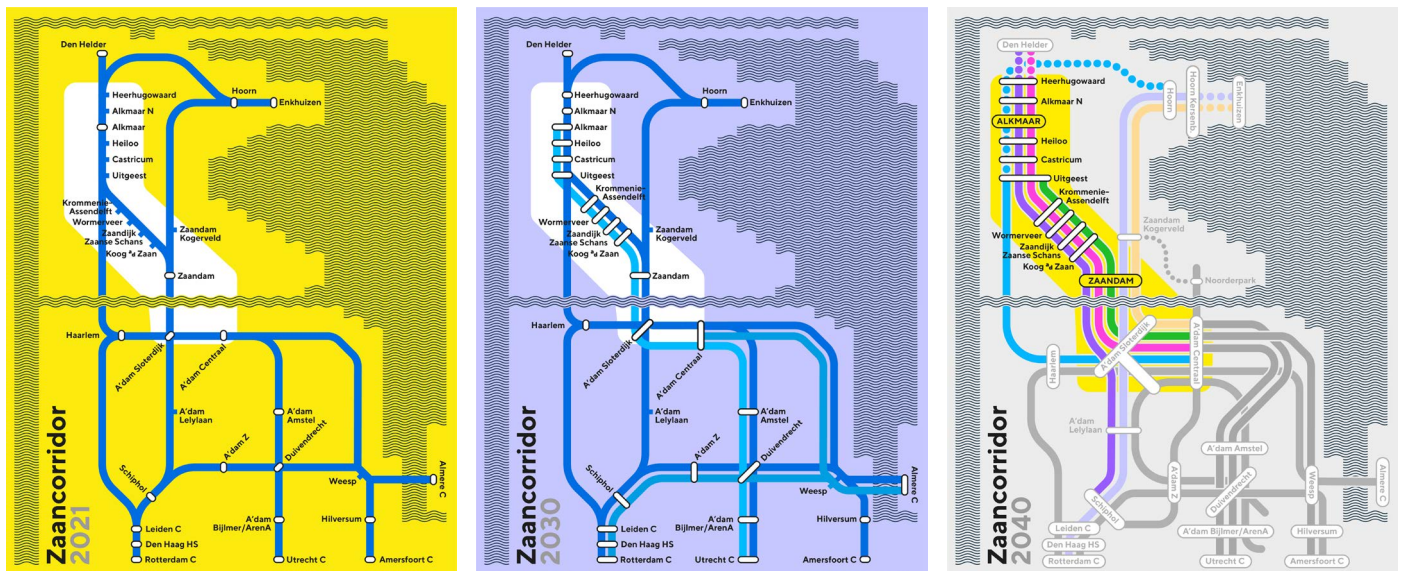 Den Helder
Heerhugowaard
Alkmaar N
Alkmaar
Heiloo
Castricum
Uitgeest
Hoorn
Enkhuizen
Krommenie-
Assendelft
Wormerveer
Zaandijk
Zaanse Schans
Koog a/d Zaan
Zaandam
Kogerveld
Zaandam
Haarlem
A'dam Sloterdijk
A'dam Centraal
A'dam
Lelylaan
A'dam
Amstel
A'dam Z
Duivendrecht
Schiphol
Weesp
Almere C
Leiden C
Den Haag HS
Rotterdam C
A'dam
Bijlmer/ArenA
Utrecht C
Hilversum
Amersfoort C
Zaancorridor
2021
Den Helder
Heerhugowaard
Alkmaar N
Alkmaar
Heiloo
Castricum
Uitgeest
Hoorn
Enkhuizen
Krommenie-
Assendelft
Wormerveer
Zaandijk
Zaanse Schans
Koog a/d Zaan
Zaandam
Kogerveld
Zaandam
Haarlem
A'dam Sloterdijk
A'dam Centraal
A'dam
Lelylaan
A'dam
Amstel
A'dam Z
Duivendrecht
Schiphol
Weesp
Almere C
Leiden C
Den Haag HS
Rotterdam C
A'dam
Bijlmer/ArenA
Utrecht C
Hilversum
Amersfoort C
Zaancorridor
2030
Den Helder
Heerhugowaard
Alkmaar N
ALKMAAR
Heiloo
Castricum
Uitgeest
Hoorn
Hoorn Kersenb.
Enkhuizen
Krommenie-
Assendelft
Wormerveer
Zaandijk
Zaanse Schans
Koog a/d Zaan
Zaandam
Kogerveld
ZAANDAM
Noorderpark
Haarlem
A'dam Sloterdijk
A'dam Centraal
A'dam
Lelylaan
A'dam Amstel
A'dam Z
Duivendrecht
Schiphol
Weesp
Almere C
Leiden C
Den Haag HS
Rotterdam C
A'dam Bijlmer/ArenA
Utrecht C
Hilversum
Amersfoort C
Zaancorridor
2040